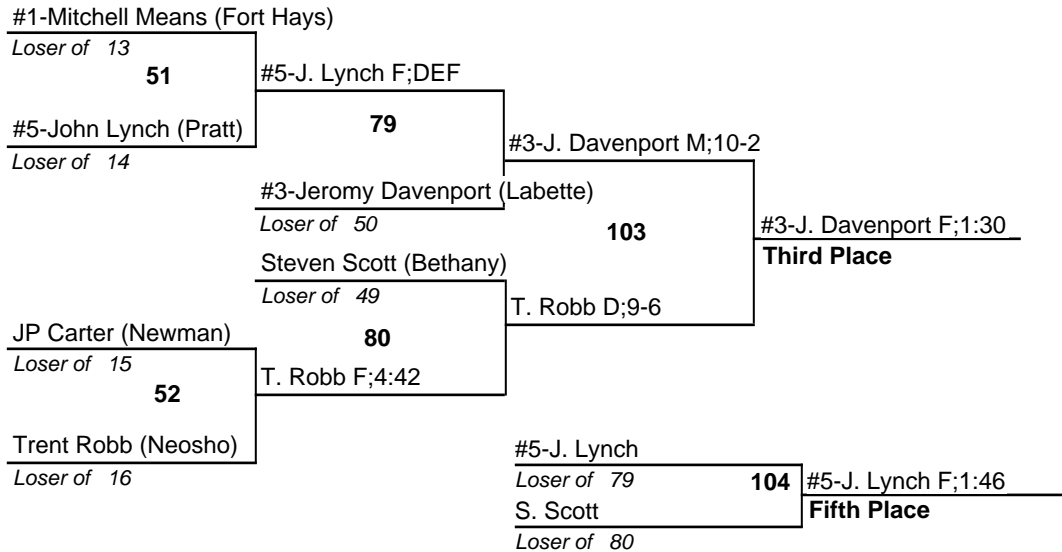 #1-Mitchell Means (Fort Hays)
Loser of 13
51
#5-J. Lynch F;DEF
#5-John Lynch (Pratt)
Loser of 14
79
#3-J. Davenport M;10-2
#3-Jeromy Davenport (Labette)
Loser of 50
103
#3-J. Davenport F;1:30
Third Place
Steven Scott (Bethany)
Loser of 49
T. Robb D;9-6
JP Carter (Newman)
Loser of 15
80
52
T. Robb F;4:42
Trent Robb (Neosho)
Loser of 16
#5-J. Lynch
Loser of 79
104
#5-J. Lynch F;1:46
Fifth Place
S. Scott
Loser of 80